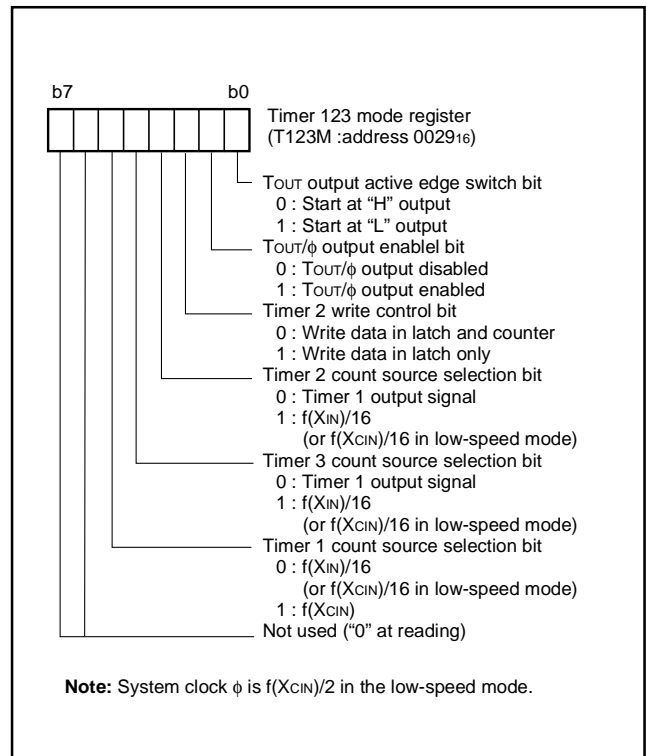 b7 b0
Timer 123 mode register
(T123M :address 002916)
TOUT output active edge switch bit
0 : Start at “H” output
1 : Start at “L” output
TOUT/ϕ output enablel bit
0 : TOUT/ϕ output disabled
1 : TOUT/ϕ output enabled
Timer 2 write control bit
0 : Write data in latch and counter
1 : Write data in latch only
Timer 2 count source selection bit
0 : Timer 1 output signal
1 : f(XIN)/16
(or f(XCIN)/16 in low-speed mode)
Timer 3 count source selection bit
0 : Timer 1 output signal
1 : f(XIN)/16
(or f(XCIN)/16 in low-speed mode)
Timer 1 count source selection bit
0 : f(XIN)/16
(or f(XCIN)/16 in low-speed mode)
1 : f(XCIN)
Not used (“0” at reading)
Note: System clock ϕ is f(XCIN)/2 in the low-speed mode.